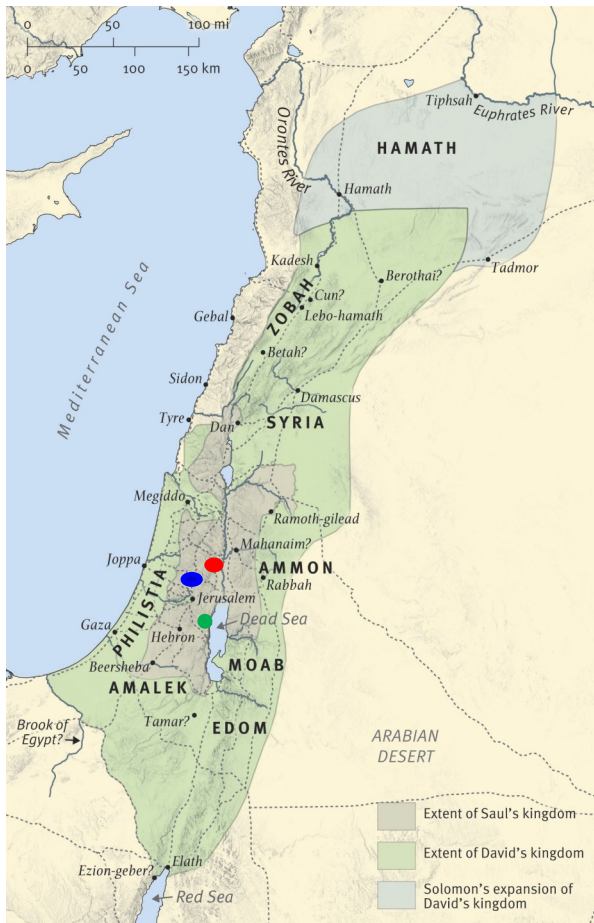 0 50 100 mi
0 50 100 150 km
Tiphsah
Euphrates River
HAMATH
Orontes River
Hamath
Kadesh
Tadmor
Berothai?
Cun?
ZOBAH
Lebo-hamath
Gebal
Mediterranean Sea
Betah?
Sidon
Damascus
Tyre
Dan
SYRIA
Megiddo
Ramoth-gilead
Mahanaim?
Joppa
AMMON
Rabbah
PHILISTIA
Jerusalem
Dead Sea
Gaza
Hebron
Beersheba
MOAB
AMALEK
Tamar?
EDOM
Brook of
Egypt?
ARABIAN
DESERT
Extent of Saul's kingdom
Extent of David's kingdom
Elath
Ezion-geber?
Solomon's expansion of
David's kingdom
Red Sea